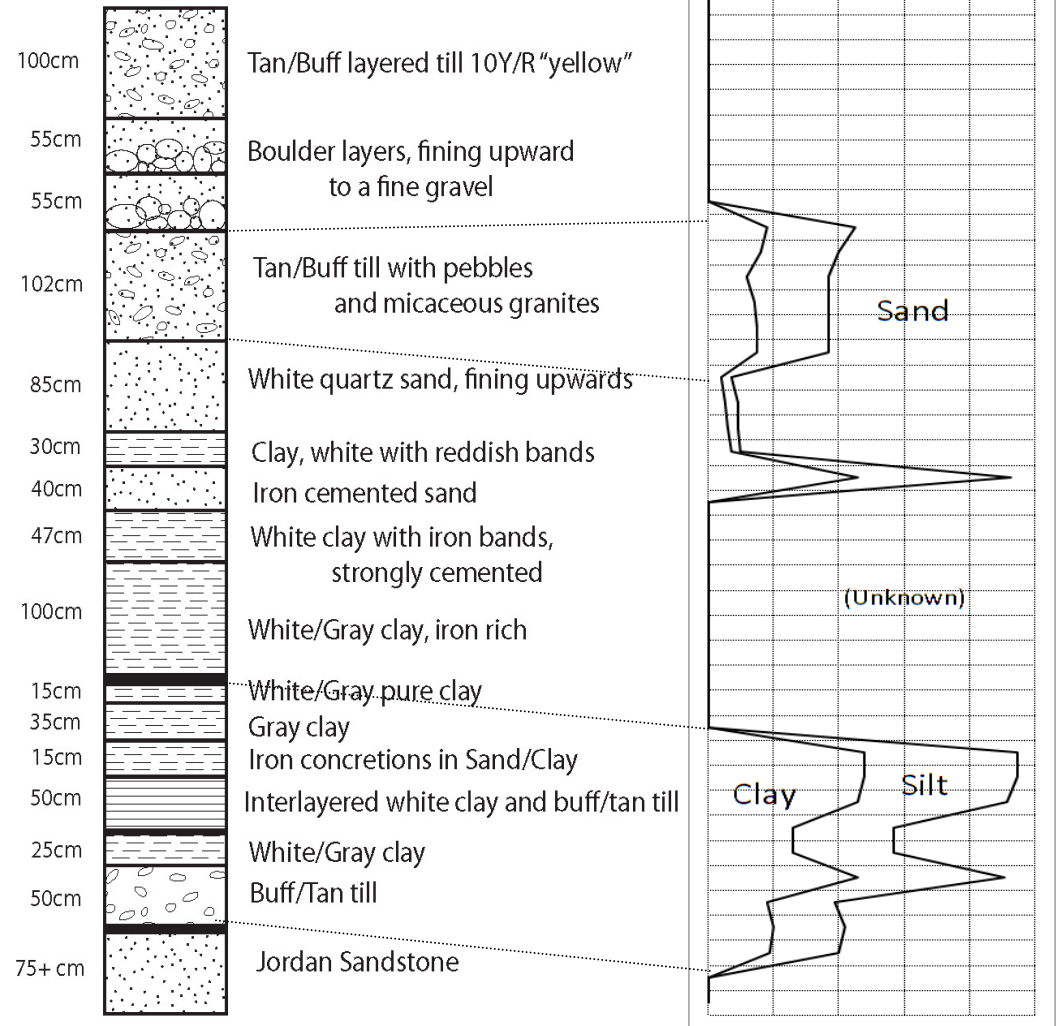 100cm
Tan/Buff layered till 10Y/R “yellow”
55cm
Boulder layers, fining upward
to a fine gravel
55cm
102cm
Tan/Buff till with pebbles
and micaceous granites
Sand
85cm
White quartz sand, fining upwards
30cm
Clay, white with reddish bands
40cm
Iron cemented sand
47cm
White clay with iron bands,
strongly cemented
(Unknown)
100cm
White/Gray clay, iron rich
15cm
White/Gray pure clay
35cm
Gray clay
15cm
Iron concretions in Sand/Clay
50cm
Interlayered white clay and buff/tan till
Clay
Silt
25cm
White/Gray clay
50cm
Buff/Tan till
75+ cm
Jordan Sandstone